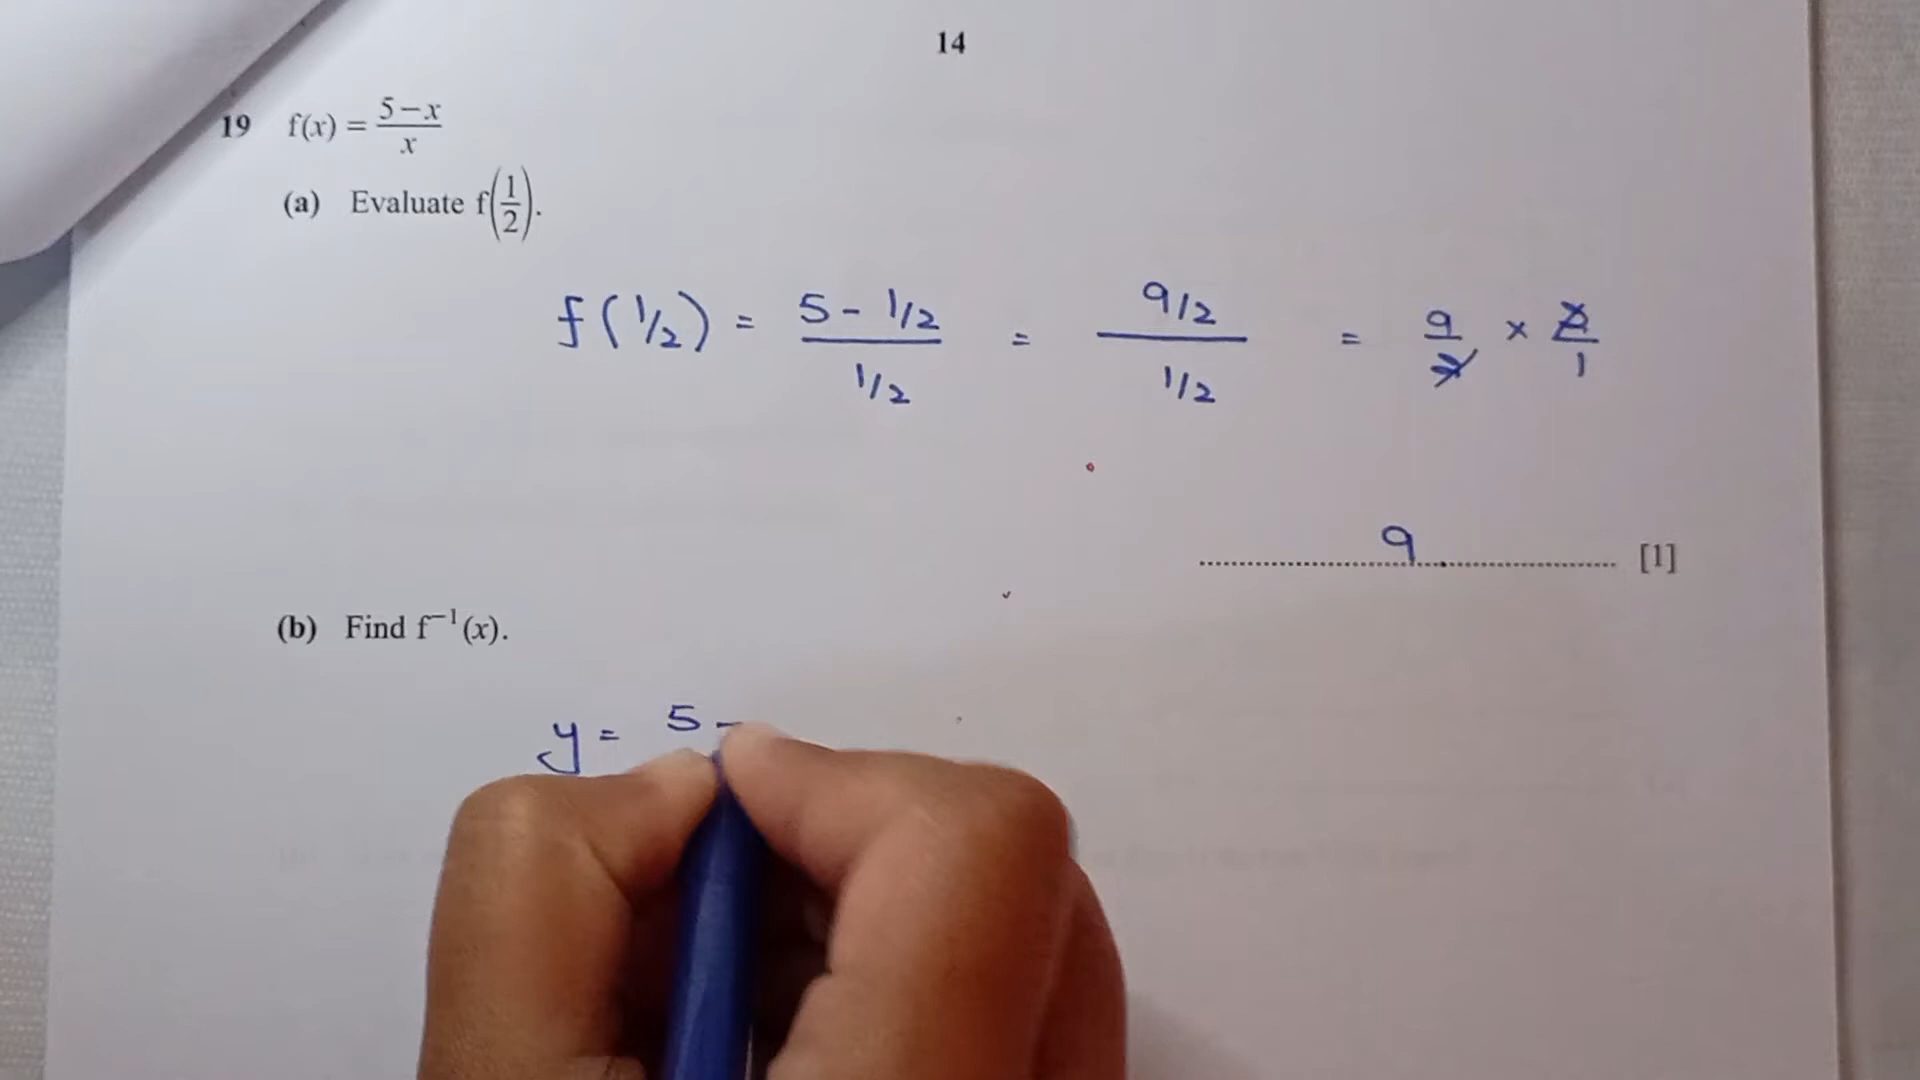 14
19 f(x) = (5−x)/x
(a) Evaluate f(1/2).
f(1/2) = (5 - 1/2)/(1/2) = (9/2)/(1/2) = 9/2 × 2/1
9 [1]
(b) Find f⁻¹(x).
y = 5 -